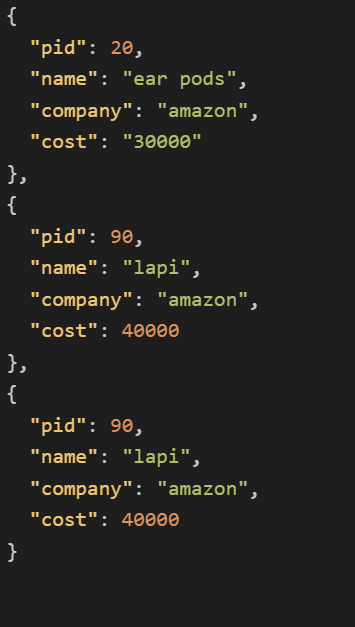 {
  "pid": 20,
  "name": "ear pods",
  "company": "amazon",
  "cost": "30000"
},
{
  "pid": 90,
  "name": "lapi",
  "company": "amazon",
  "cost": 40000
},
{
  "pid": 90,
  "name": "lapi",
  "company": "amazon",
  "cost": 40000
}